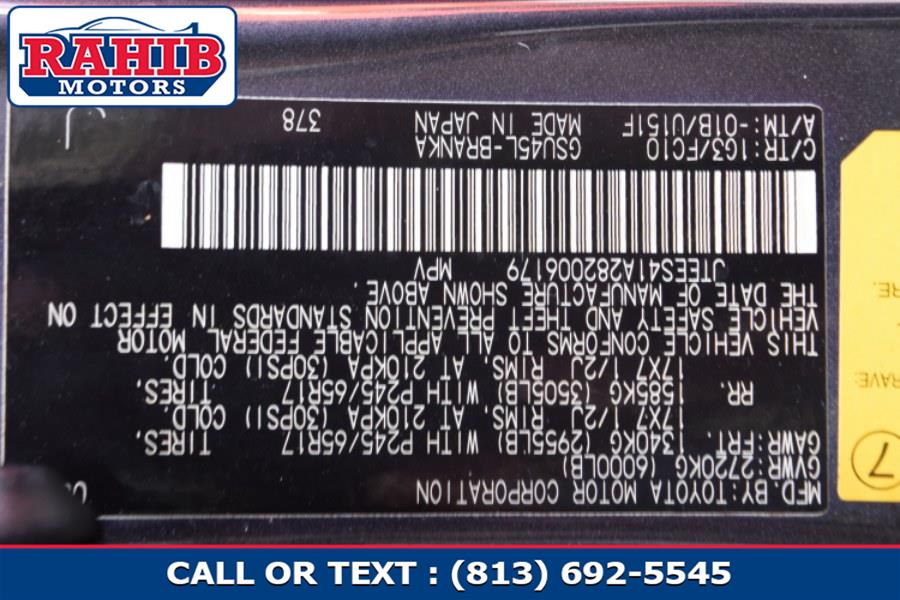 RAHIB
MOTORS
MFD.BY:TOYOTA MOTOR CORPORATION
GVWR:2720KG (6000LB)
GAWR:FRT. 1340KG (2955LB) WITH P245/65R17 TIRES,
17X7 1/2J RIMS, AT 210KPA (30PSI) COLD.
RR 1585KG (3505LB) WITH P245/65R17 TIRES,
17X7 1/2J RIMS, AT 210KPA (30PSI) COLD.
THIS VEHICLE CONFORMS TO ALL APPLICABLE FEDERAL MOTOR
VEHICLE SAFETY AND THEFT PREVENTION STANDARDS IN EFFECT ON
THE DATE OF MANUFACTURE SHOWN ABOVE.
JTEES41A282006179 MPV
C/TR:1G3/FC10 GSU45L-BRANKA
A/TM:-01B/U151F MADE IN JAPAN 378
7
RAVE
RE.
CALL OR TEXT : (813) 692-5545